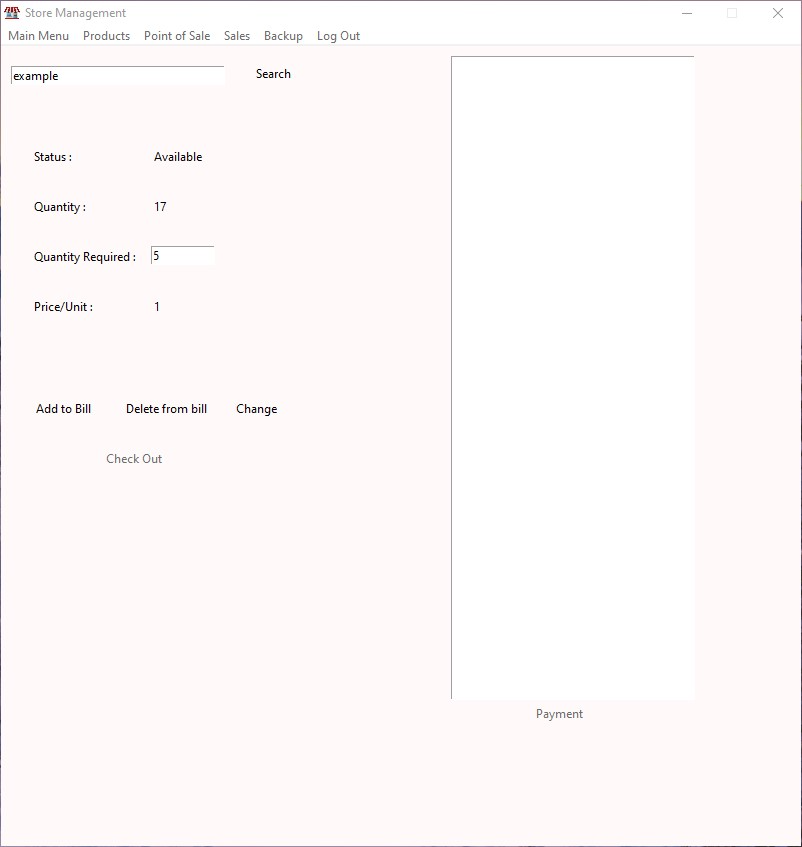 Store Management
Main Menu Products Point of Sale Sales Backup Log Out
example Search
Status : Available
Quantity : 17
Quantity Required : 5
Price/Unit : 1
Add to Bill Delete from bill Change
Check Out
Payment